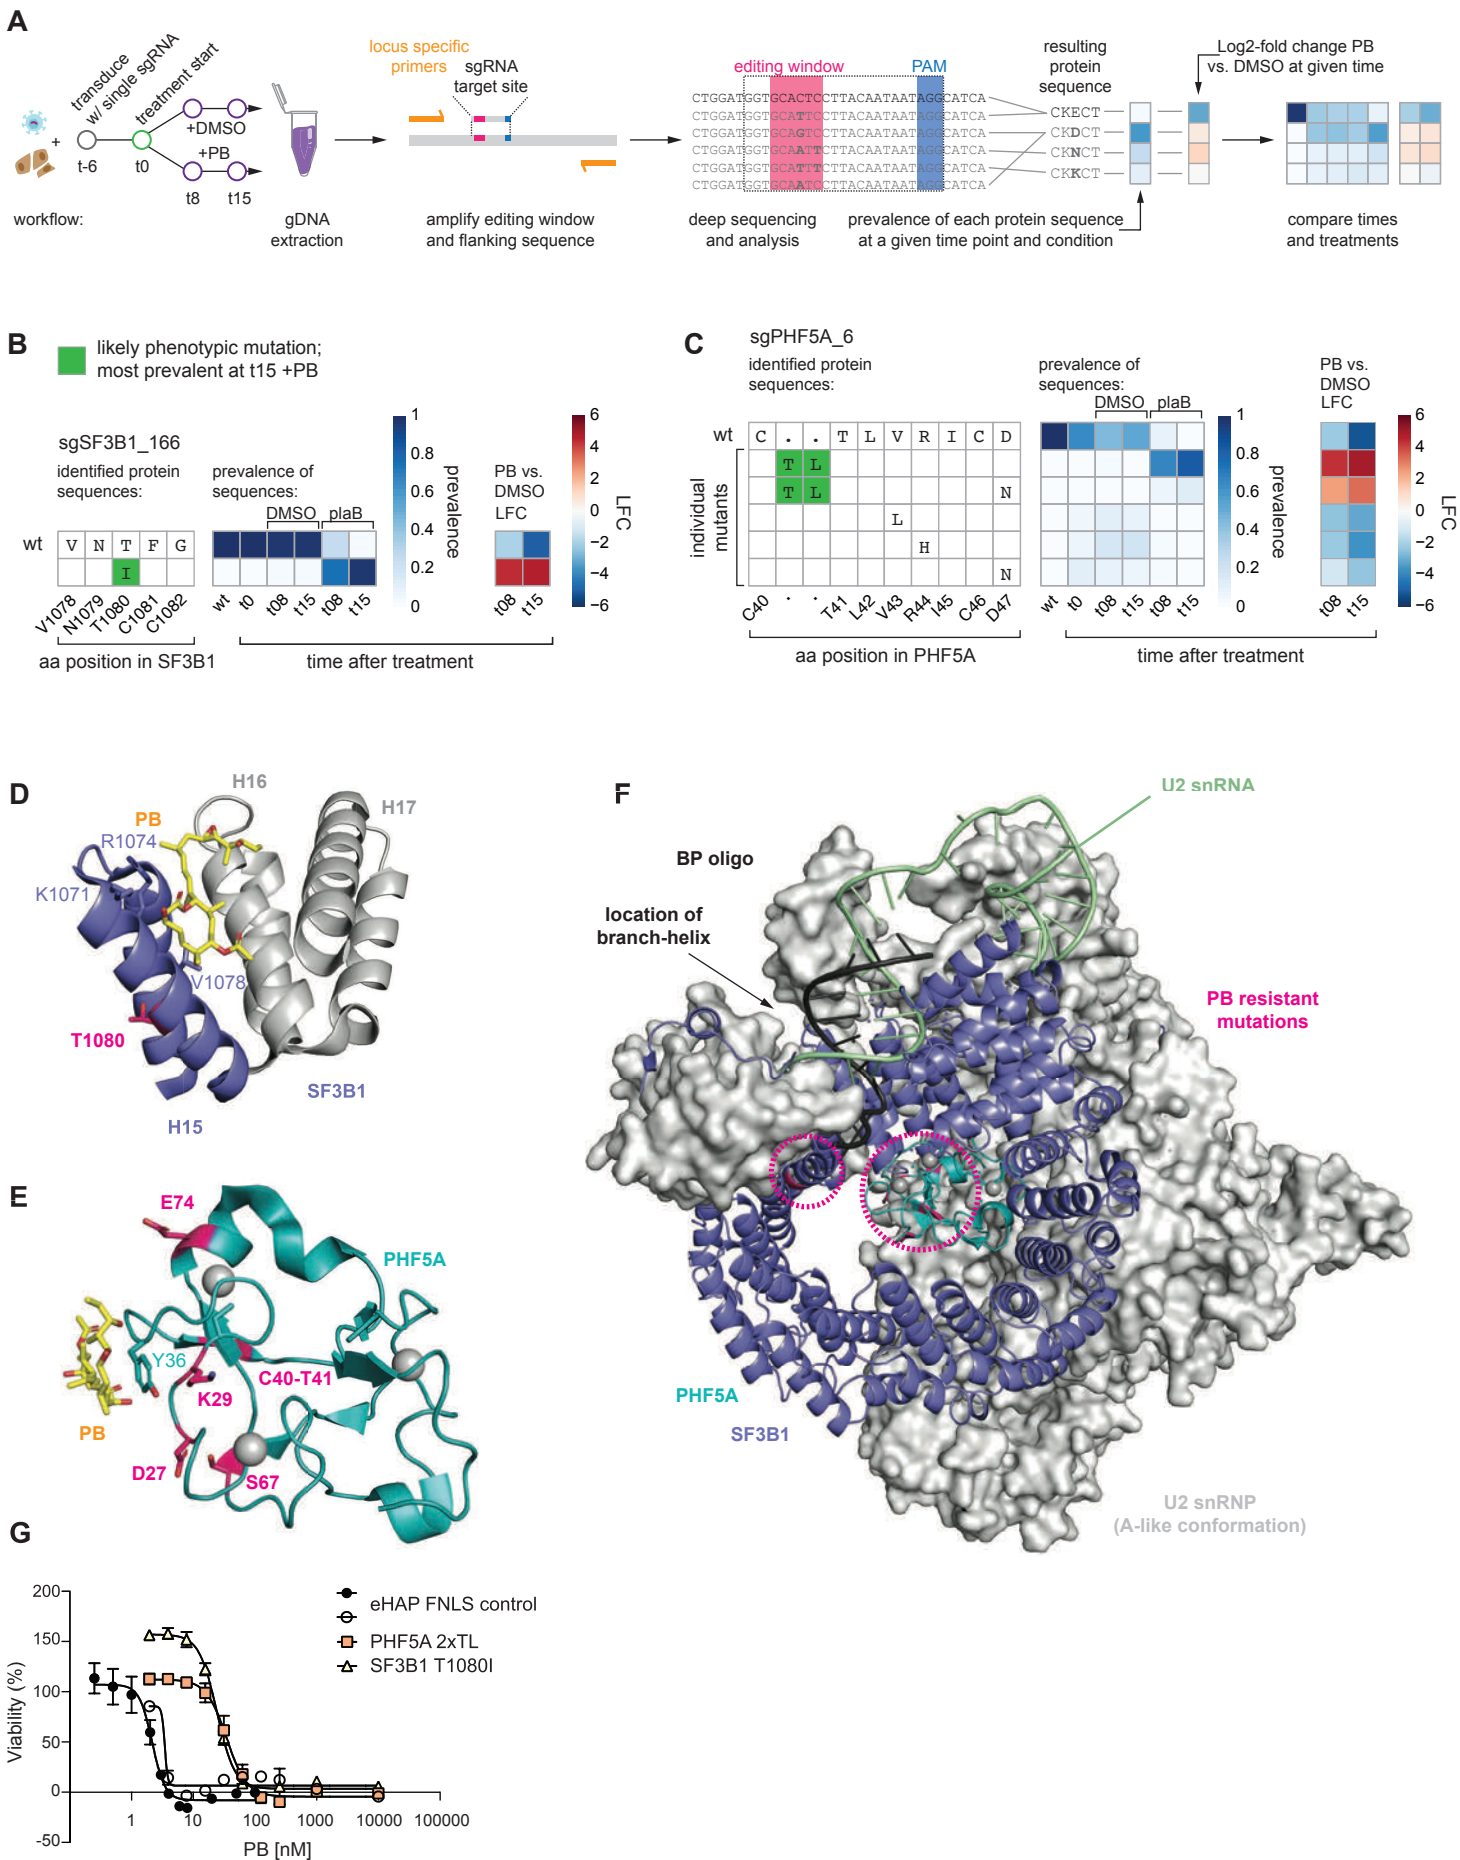 A
transduce
w/ single sgRNA
treatment start
+DMSO
+PB
+
t-6
t0
t8
t15
workflow:
gDNA
extraction
locus specific
primers
sgRNA
target site
amplify editing window
and flanking sequence
editing window
PAM
CTGGATGGTGCACTCCTTACAATAATAGGCATCA
CTGGATGGTGCATTCCTTACAATAATAGGCATCA
CTGGATGGTGCAGTCCTTACAATAATAGGCATCA
CTGGATGGTGCAATTCTTACAATAATAGGCATCA
CTGGATGGTGCATTTCTTACAATAATAGGCATCA
CTGGATGGTGCAATCCTTACAATAATAGGCATCA
deep sequencing
and analysis
resulting
protein
sequence
CKECT
CKDCT
CKNCT
CKKCT
prevalence of each protein sequence
at a given time point and condition
Log2-fold change PB
vs. DMSO at given time
compare times
and treatments
B
likely phenotypic mutation;
most prevalent at t15 +PB
sgSF3B1_166
identified protein
sequences:
prevalence of
sequences:
DMSO
plaB
PB vs.
DMSO
LFC
wt
V N T F G
I
V1078
N1079
T1080
C1081
C1082
wt
t0
t08
t15
t08
t15
1
0.8
0.6
0.4
0.2
0
prevalence
t08
t15
6
4
2
0
−2
−4
−6
LFC
aa position in SF3B1
time after treatment
C
sgPHF5A_6
identified protein
sequences:
prevalence of
sequences:
DMSO
plaB
PB vs.
DMSO
LFC
wt
C . . T L V R I C D
T L
T L N
L
H
N
individual
mutants
C40
.
.
T41
L42
V43
R44
I45
C46
D47
wt
t0
t08
t15
t08
t15
1
0.8
0.6
0.4
0.2
0
prevalence
t08
t15
6
4
2
0
−2
−4
−6
LFC
aa position in PHF5A
time after treatment
D
H16
H17
PB
R1074
K1071
V1078
T1080
SF3B1
H15
E
E74
PHF5A
Y36
C40-T41
K29
PB
D27
S67
F
U2 snRNA
BP oligo
location of
branch-helix
PB resistant
mutations
PHF5A
SF3B1
U2 snRNP
(A-like conformation)
G
200
150
100
50
0
-50
Viability (%)
1
10
100
1000
10000
100000
PB [nM]
eHAP FNLS control
PHF5A 2xTL
SF3B1 T1080I